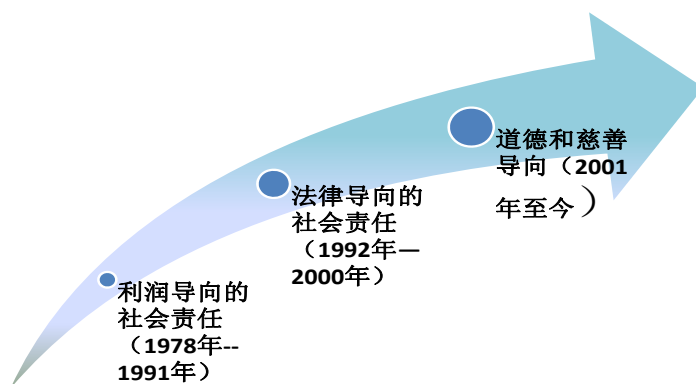 利润导向的
社会责任
（1978年--
1991年）
法律导向的
社会责任
（1992年—
2000年）
道德和慈善
导向（2001
年至今）